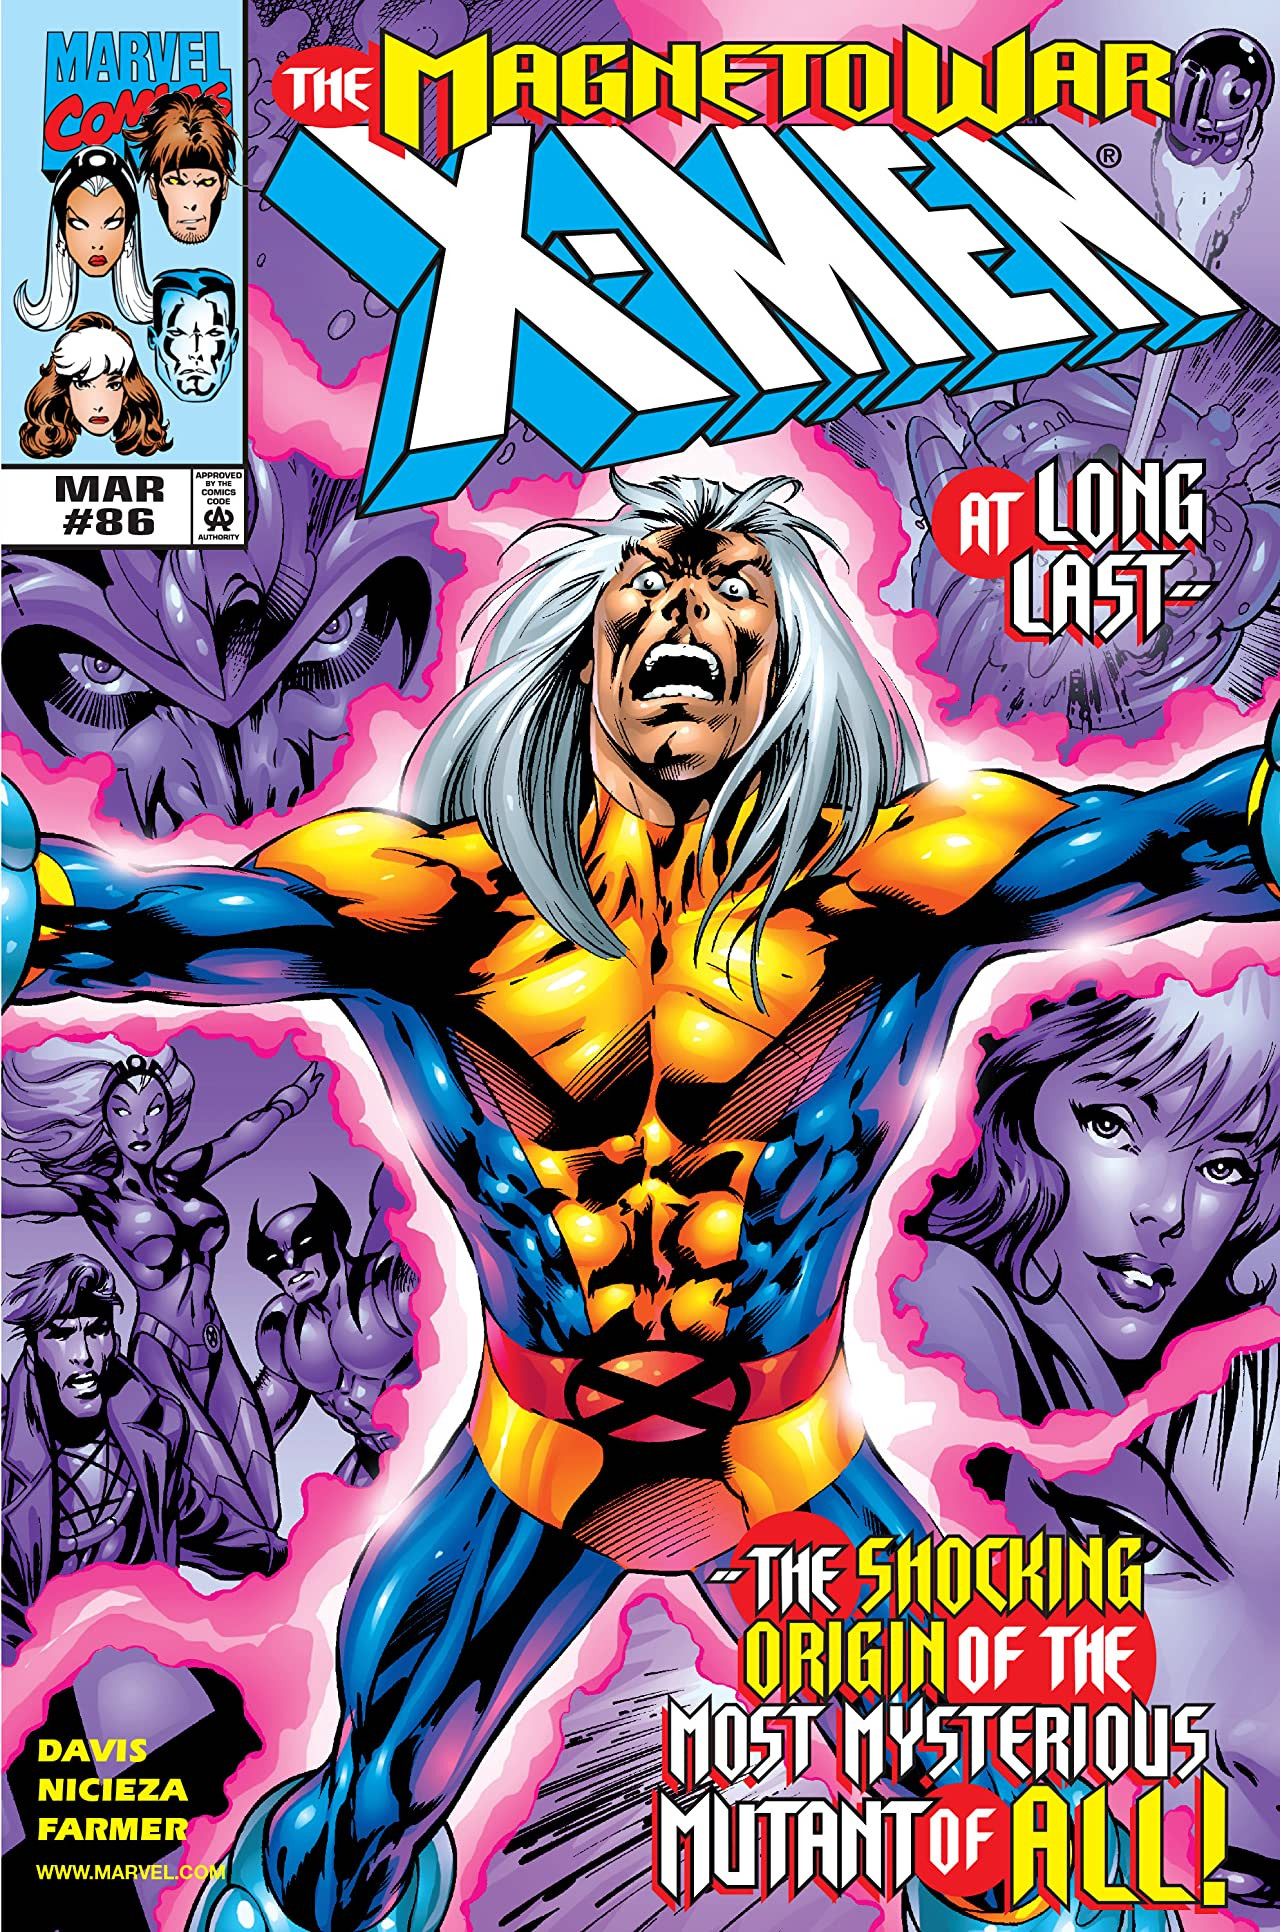 MARVEL
COMICS
THE MAGNETO WAR
X-MEN®
MAR
#86
APPROVED
BY THE
COMICS
CODE
CA
AUTHORITY
AT LONG
LAST--
--THE SHOCKING
ORIGIN OF THE
MOST MYSTERIOUS
MUTANT OF ALL!
DAVIS
NICIEZA
FARMER
WWW.MARVEL.COM